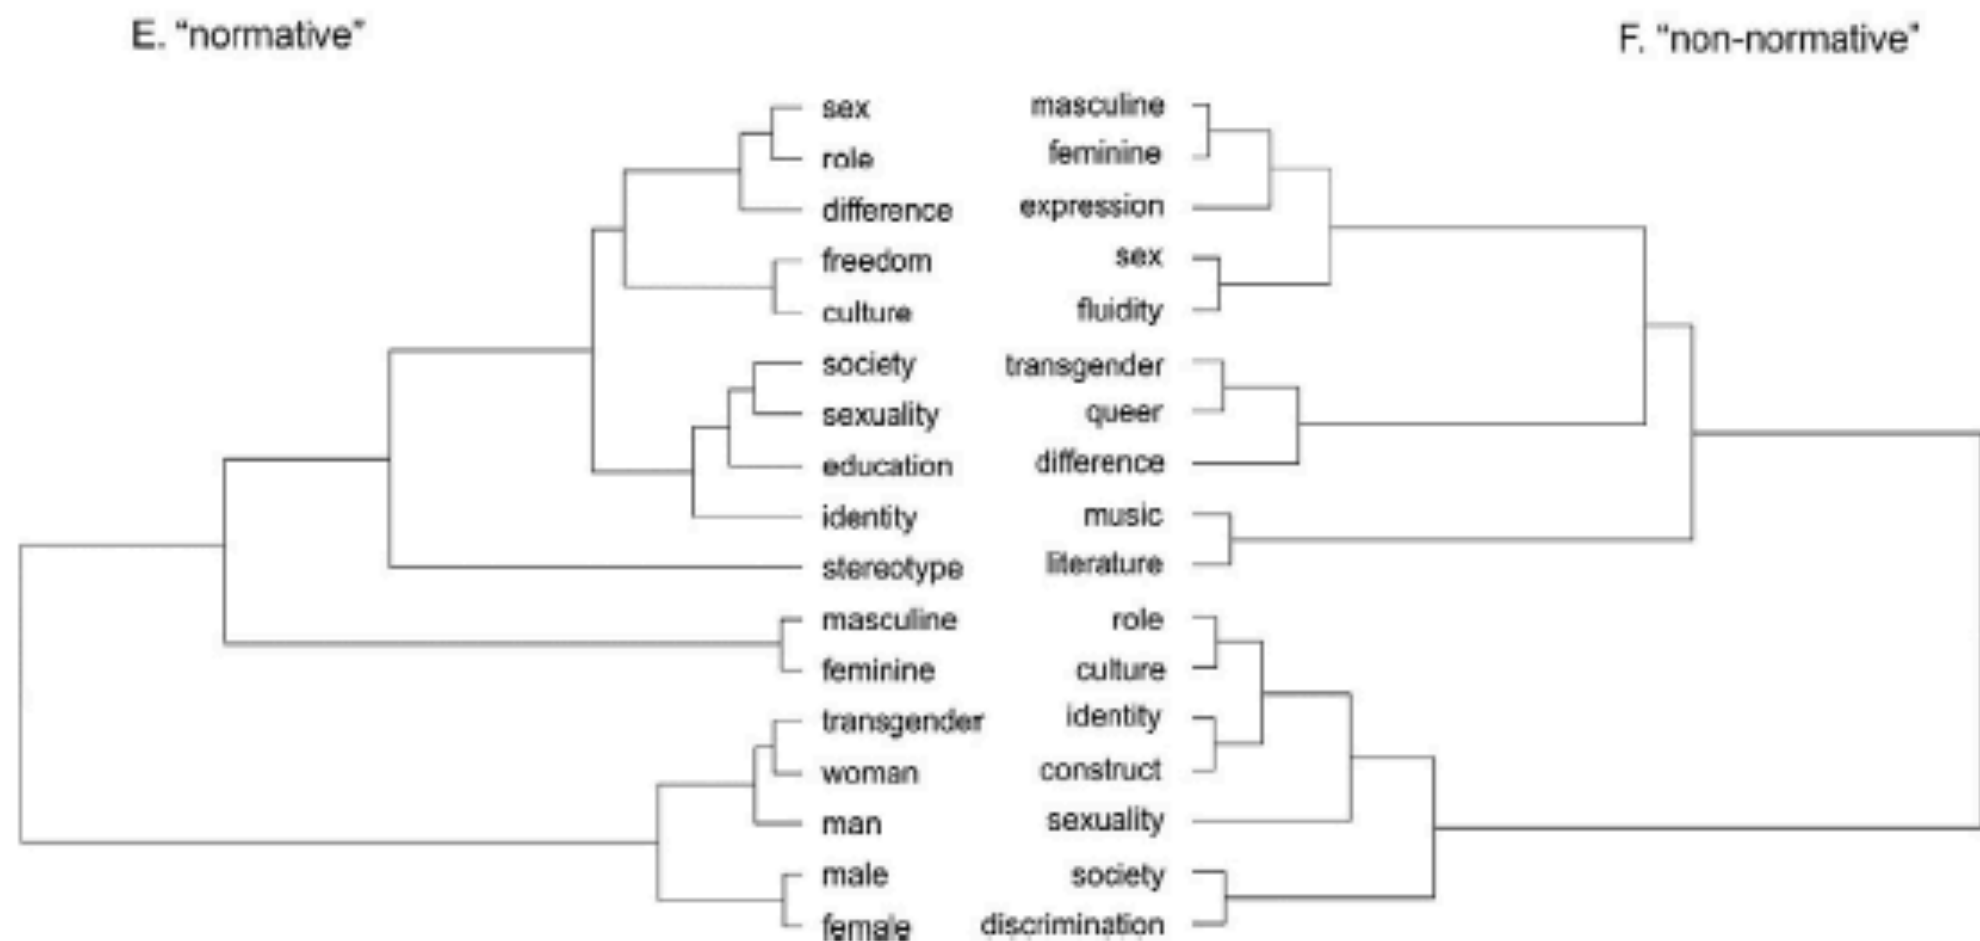 E. “normative”
F. “non-normative”
sex
role
difference
freedom
culture
society
sexuality
education
identity
stereotype
masculine
feminine
transgender
woman
man
male
female
masculine
feminine
expression
sex
fluidity
transgender
queer
difference
music
literature
role
culture
identity
construct
sexuality
society
discrimination